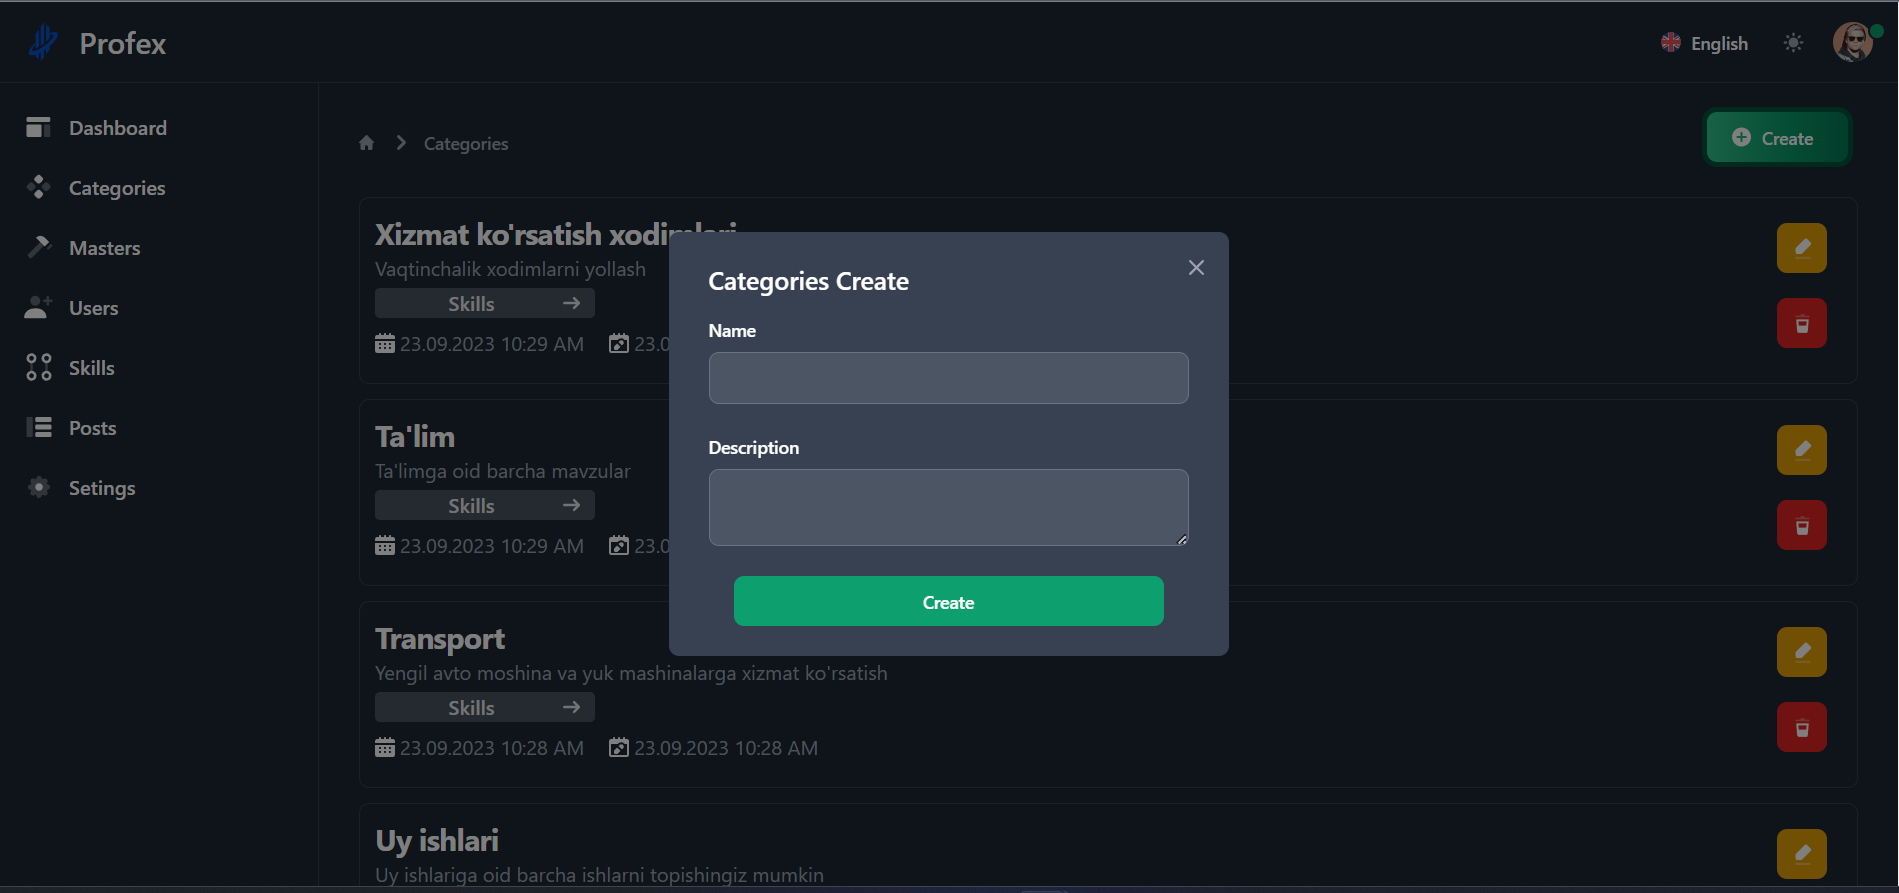 Profex
English
Dashboard
Categories
Masters
Users
Skills
Posts
Setings
Categories
Create
Xizmat ko'rsatish xodimlari
Vaqtinchalik xodimlarni yollash
Skills
23.09.2023 10:29 AM 23.0
Ta'lim
Ta'limga oid barcha mavzular
Skills
23.09.2023 10:29 AM 23.0
Transport
Yengil avto moshina va yuk mashinalarga xizmat ko'rsatish
Skills
23.09.2023 10:28 AM 23.09.2023 10:28 AM
Uy ishlari
Uy ishlariga oid barcha ishlarni topishingiz mumkin
Categories Create
Name
Description
Create